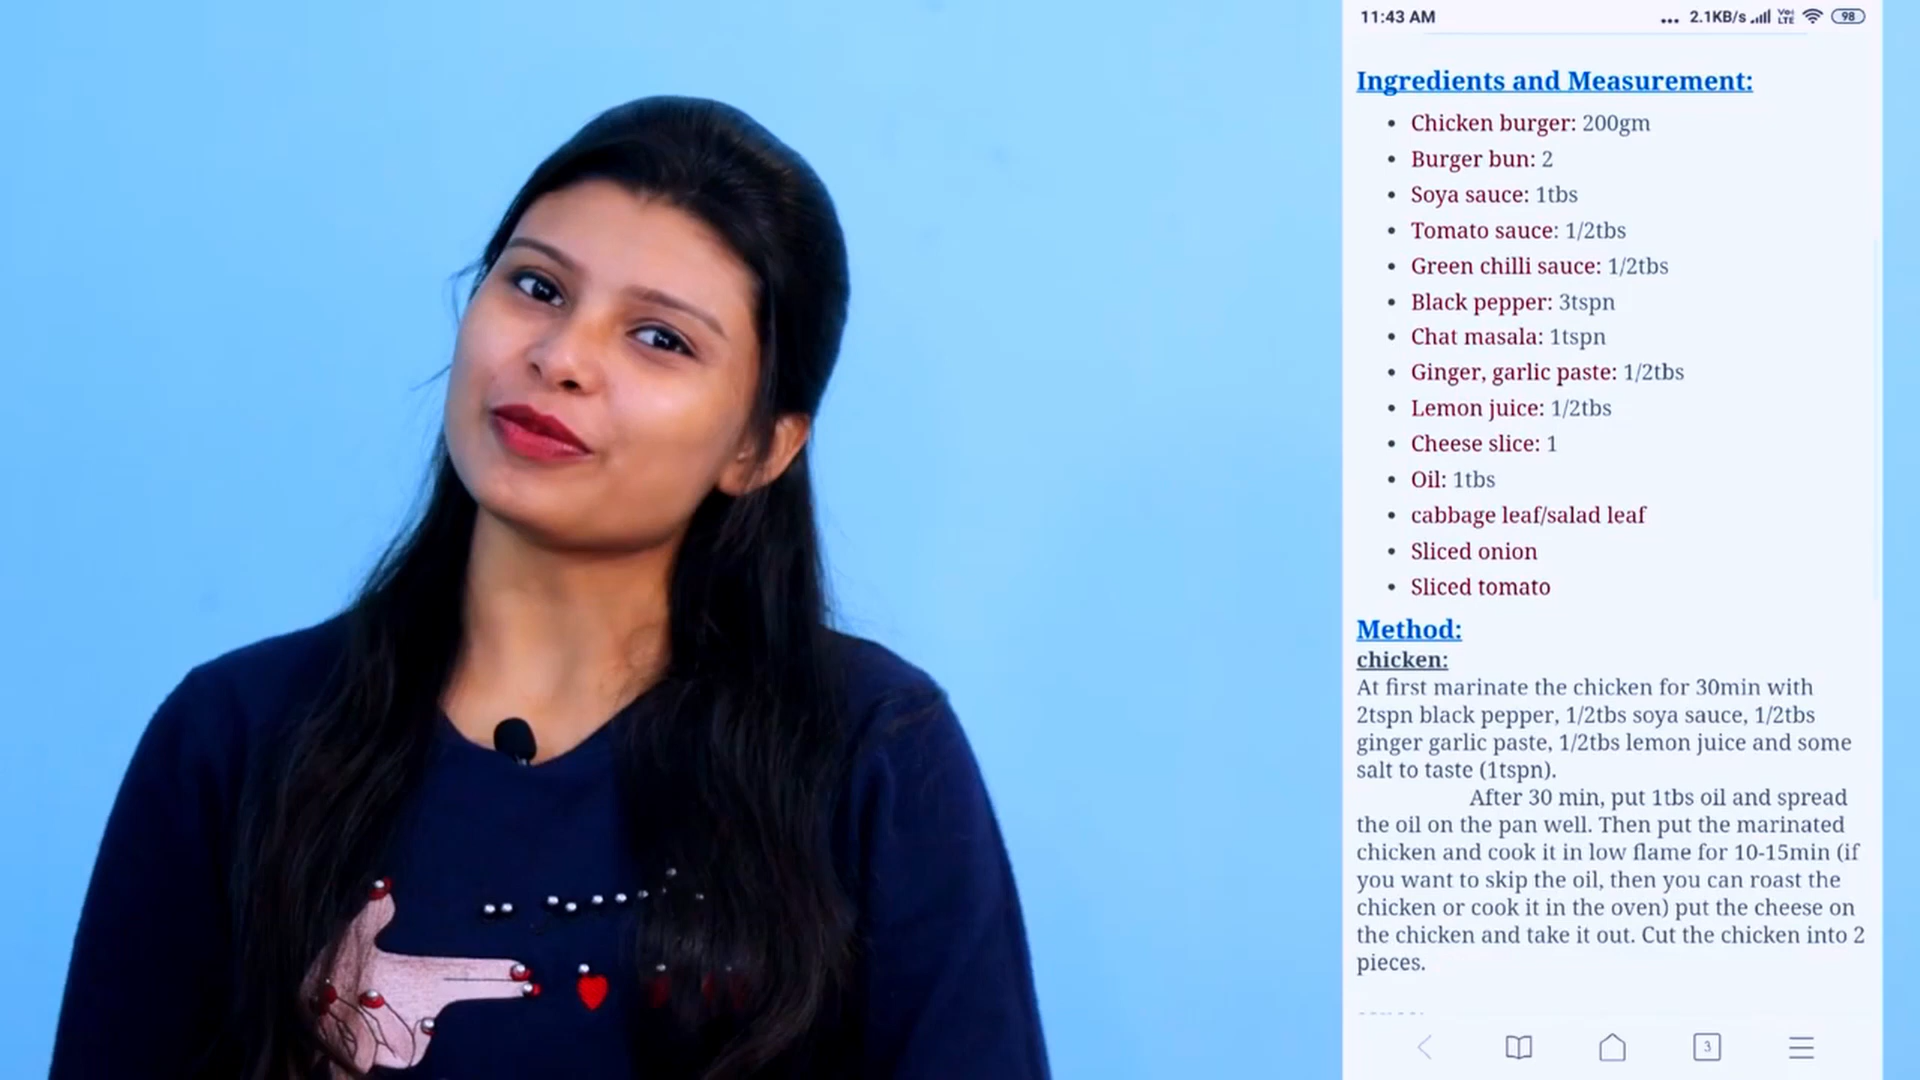 11:43 AM
... 2.1KB/s Vo) LTE 98
Ingredients and Measurement:
• Chicken burger: 200gm
• Burger bun: 2
• Soya sauce: 1tbs
• Tomato sauce: 1/2tbs
• Green chilli sauce: 1/2tbs
• Black pepper: 3tspn
• Chat masala: 1tspn
• Ginger, garlic paste: 1/2tbs
• Lemon juice: 1/2tbs
• Cheese slice: 1
• Oil: 1tbs
• cabbage leaf/salad leaf
• Sliced onion
• Sliced tomato
Method:
chicken:
At first marinate the chicken for 30min with
2tspn black pepper, 1/2tbs soya sauce, 1/2tbs
ginger garlic paste, 1/2tbs lemon juice and some
salt to taste (1tspn).
After 30 min, put 1tbs oil and spread
the oil on the pan well. Then put the marinated
chicken and cook it in low flame for 10-15min (if
you want to skip the oil, then you can roast the
chicken or cook it in the oven) put the cheese on
the chicken and take it out. Cut the chicken into 2
pieces.
3